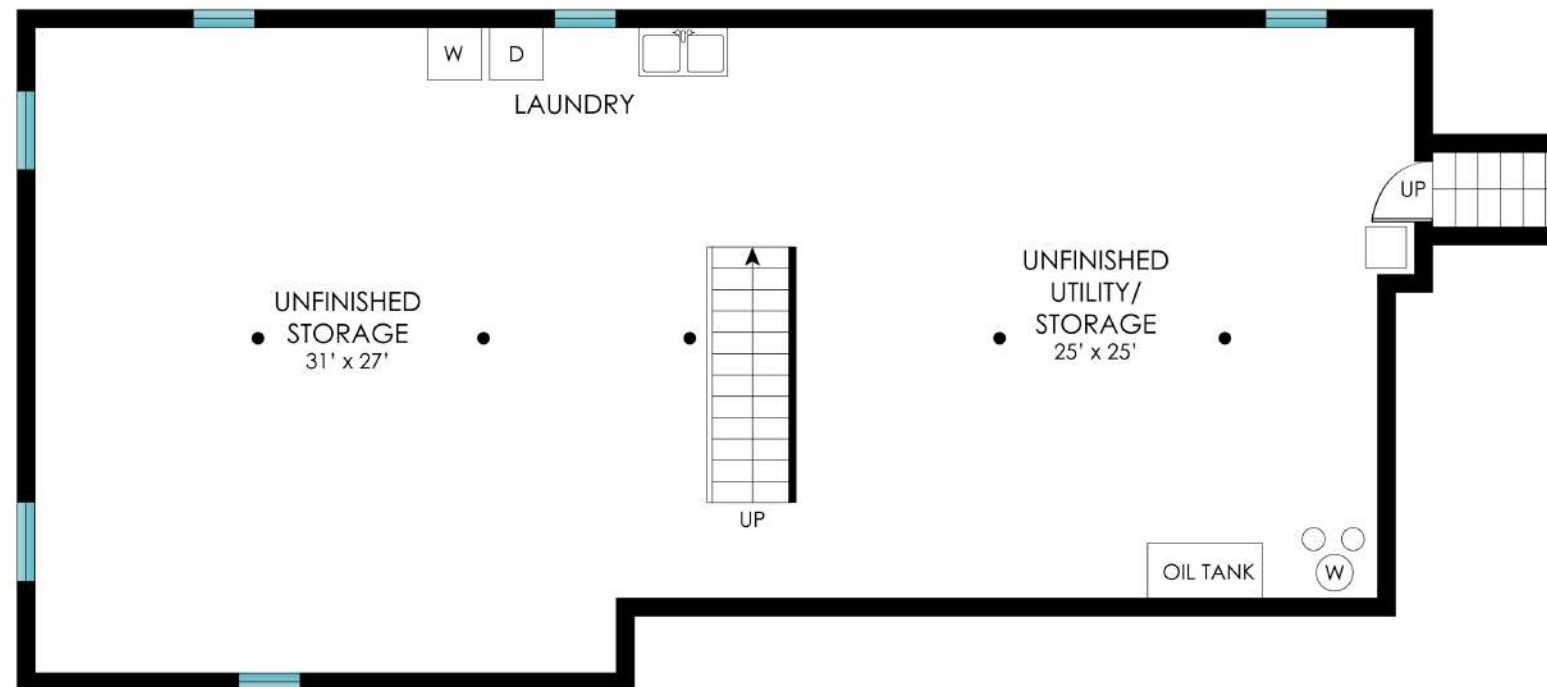 W
D
LAUNDRY
UP
UNFINISHED
STORAGE
31' x 27'
UNFINISHED
UTILITY/
STORAGE
25' x 25'
UP
OIL TANK
W